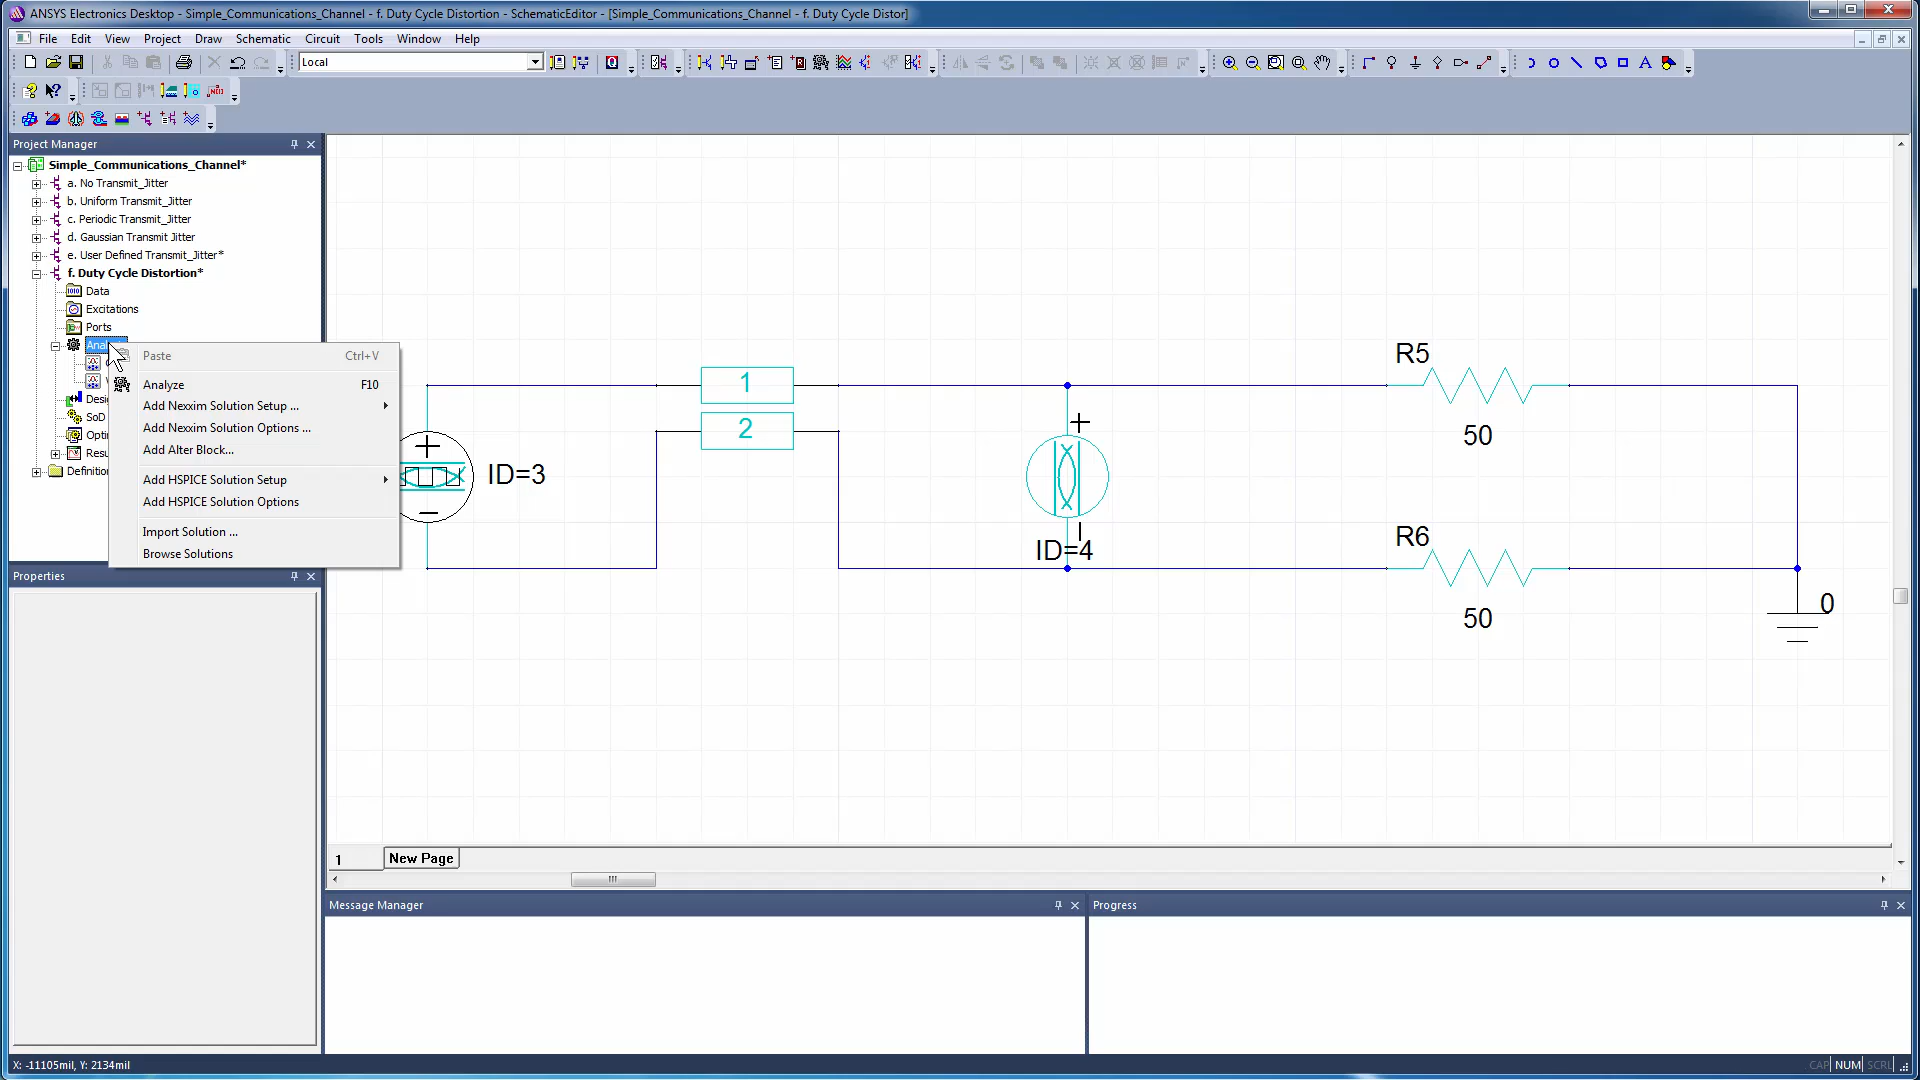 ANSYS Electronics Desktop - Simple_Communications_Channel - f. Duty Cycle Distortion - SchematicEditor - [Simple_Communications_Channel - f. Duty Cycle Distor]
File Edit View Project Draw Schematic Circuit Tools Window Help
Local
Project Manager
Simple_Communications_Channel*
a. No Transmit_Jitter
b. Uniform Transmit_Jitter
c. Periodic Transmit_Jitter
d. Gaussian Transmit Jitter
e. User Defined Transmit_Jitter*
f. Duty Cycle Distortion*
Data
Excitations
Ports
Paste Ctrl+V
Analyze F10
Add Nexxim Solution Setup ...
Add Nexxim Solution Options ...
Add Alter Block...
SoD
Add HSPICE Solution Setup
Add HSPICE Solution Options
Import Solution ...
Browse Solutions
Properties
1
2
ID=3
ID=4
R5
50
R6
50
0
1 New Page
Message Manager
Progress
X: -11105mil, Y: 2134mil
CAP NUM SCRL